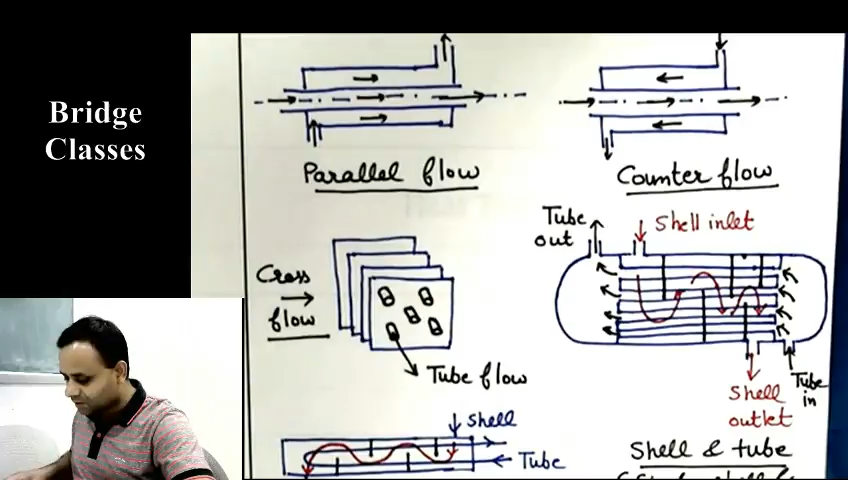 Bridge
Classes
Parallel flow
Counter flow
Tube
out
Shell inlet
Cross
flow
Tube flow
Tube
in
Shell
outlet
Shell
Tube
Shell & tube